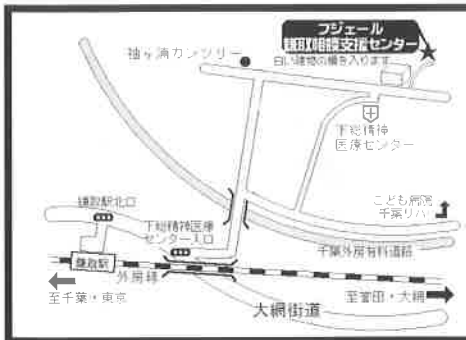 フジェール
鎌取相談支援センター
白い建物の横を入ります
袖ヶ浦カンツリー
下総精神
医療センター
こども病院
千葉リハ
鎌取駅北口
下総精神医療
センター入口
千葉外房有料道路
鎌取駅
外房線
至千葉・東京
大網街道
至誉田・大網